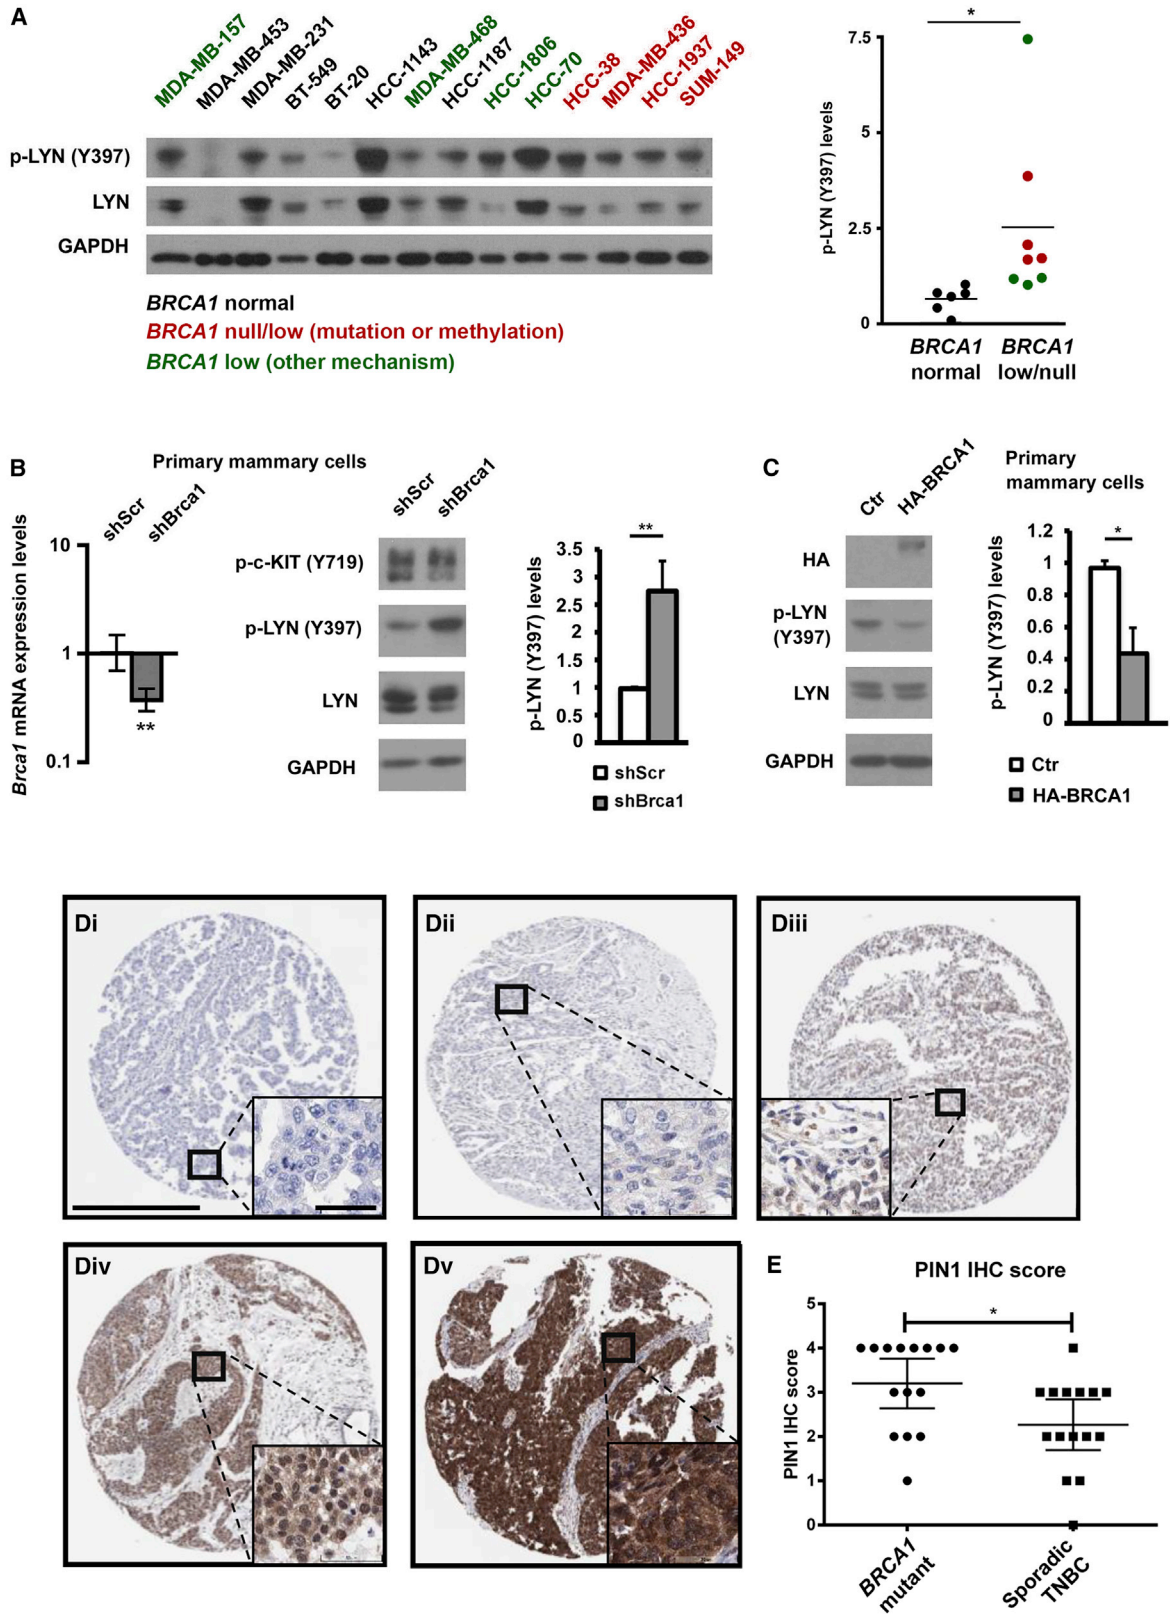 A
MDA-MB-157
MDA-MB-453
MDA-MB-231
BT-549
BT-20
HCC-1143
MDA-MB-468
HCC-1187
HCC-1806
HCC-70
HCC-38
MDA-MB-436
HCC-1937
SUM-149
p-LYN (Y397)
LYN
GAPDH
BRCA1 normal
BRCA1 null/low (mutation or methylation)
BRCA1 low (other mechanism)
p-LYN (Y397) levels
7.5
5
2.5
0
*
BRCA1 normal
BRCA1 low/null
B
Primary mammary cells
Brca1 mRNA expression levels
10
1
0.1
shScr
shBrca1
**
shScr
shBrca1
p-c-KIT (Y719)
p-LYN (Y397)
LYN
GAPDH
p-LYN (Y397) levels
3.5
3
2.5
2
1.5
1
0.5
0
**
shScr
shBrca1
C
Ctr
HA-BRCA1
HA
p-LYN
(Y397)
LYN
GAPDH
Primary
mammary cells
p-LYN (Y397) levels
1.2
1
0.8
0.6
0.4
0.2
0
*
Ctr
HA-BRCA1
Di
Dii
Diii
Div
Dv
E
PIN1 IHC score
PIN1 IHC score
5
4
3
2
1
0
*
BRCA1
mutant
Sporadic
TNBC